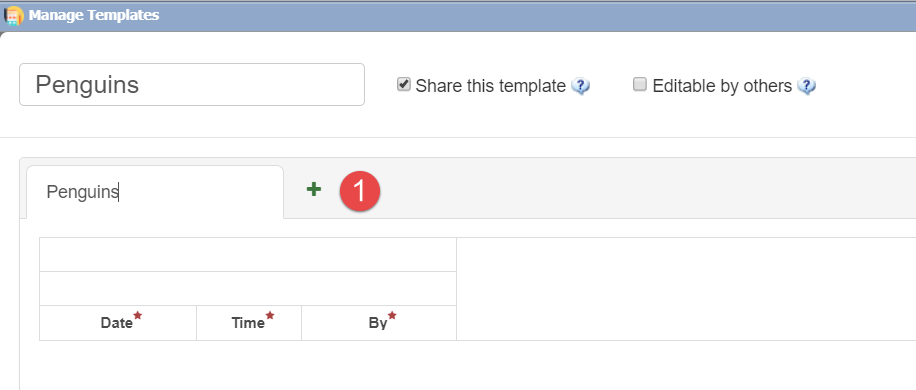 Manage Templates
Penguins
Share this template ?
Editable by others ?
Penguins
+ 1
Date* Time* By*